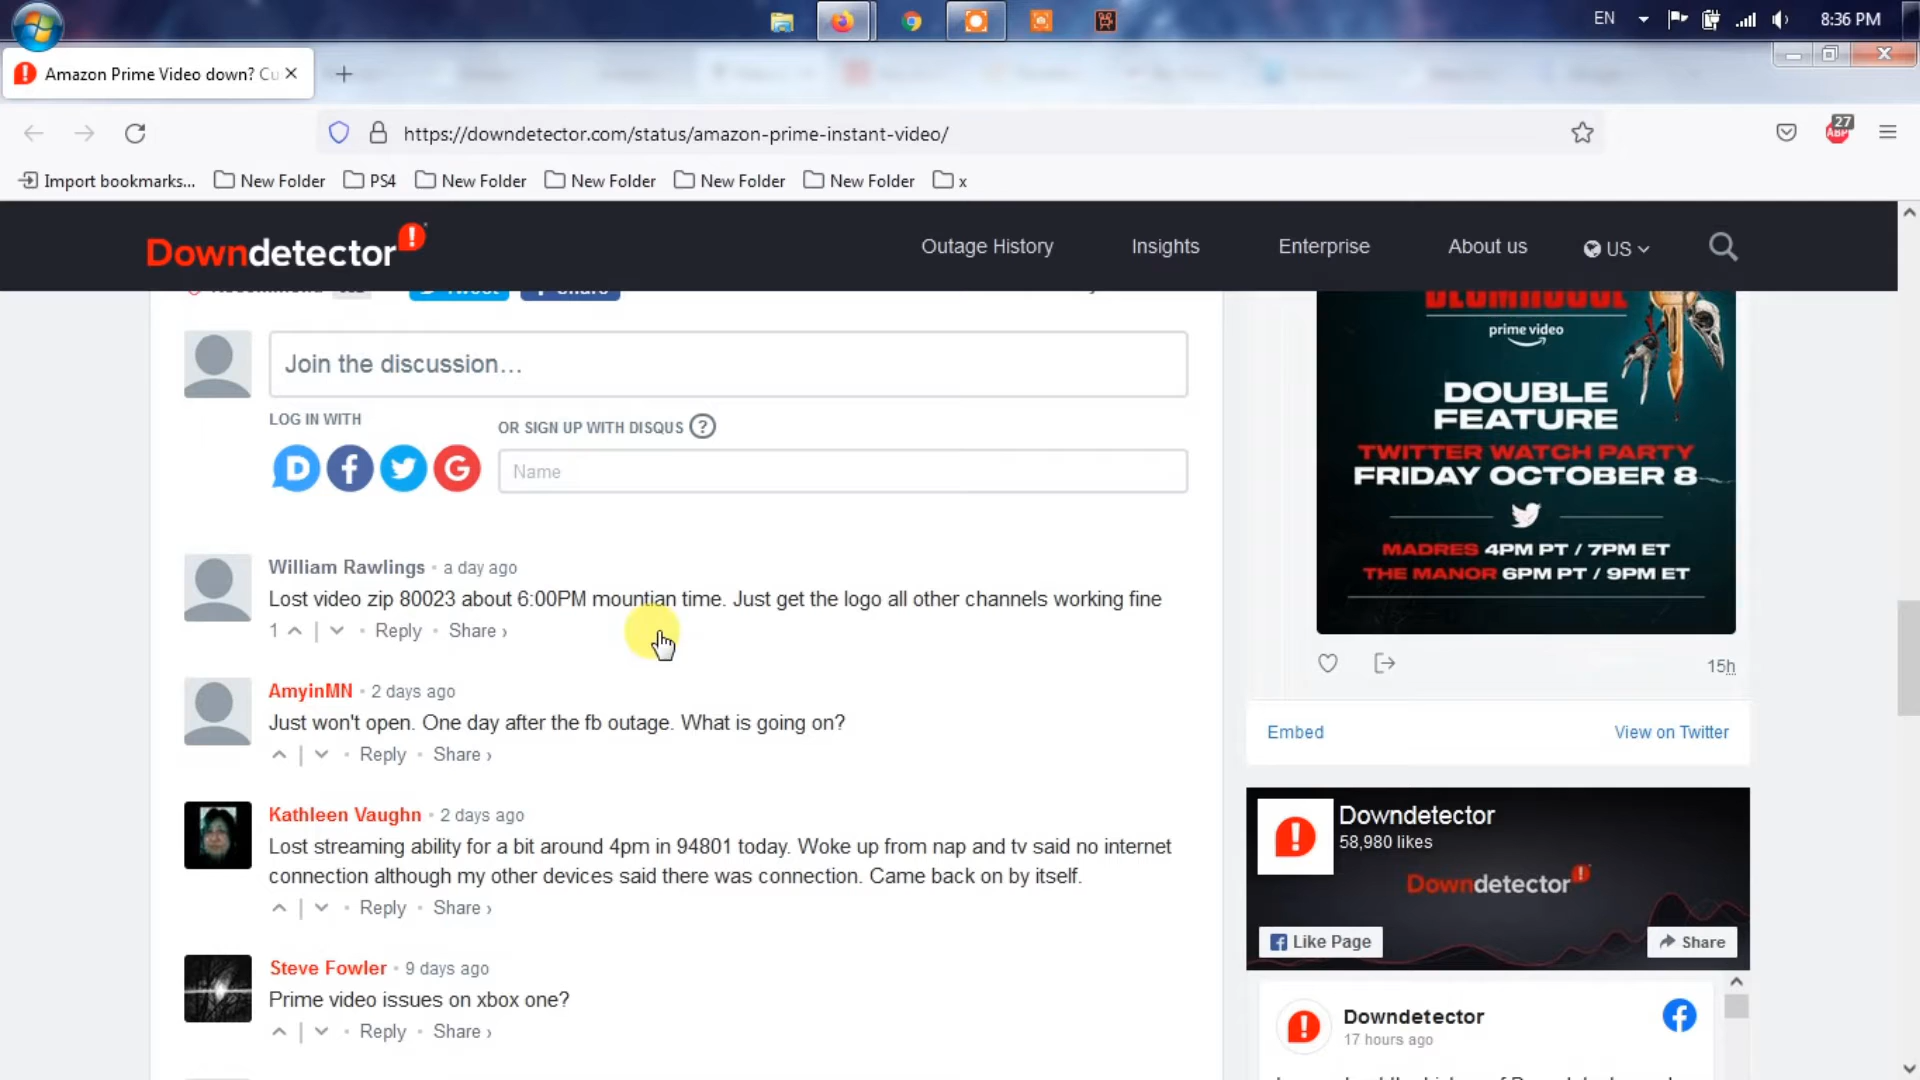 EN
8:36 PM
Amazon Prime Video down? Cu
https://downdetector.com/status/amazon-prime-instant-video/
27
ABP
Import bookmarks...
New Folder
PS4
New Folder
New Folder
New Folder
New Folder
x
Downdetector
Outage History
Insights
Enterprise
About us
US
Tweet
Share
Join the discussion…
LOG IN WITH
OR SIGN UP WITH DISQUS ?
Name
William Rawlings • a day ago
Lost video zip 80023 about 6:00PM mountian time. Just get the logo all other channels working fine
1 Reply • Share ›
AmyinMN • 2 days ago
Just won't open. One day after the fb outage. What is going on?
Reply • Share ›
Kathleen Vaughn • 2 days ago
Lost streaming ability for a bit around 4pm in 94801 today. Woke up from nap and tv said no internet
connection although my other devices said there was connection. Came back on by itself.
Reply • Share ›
Steve Fowler • 9 days ago
Prime video issues on xbox one?
Reply • Share ›
prime video
DOUBLE
FEATURE
TWITTER WATCH PARTY
FRIDAY OCTOBER 8
MADRES 4PM PT / 7PM ET
THE MANOR 6PM PT / 9PM ET
15h
Embed
View on Twitter
Downdetector
58,980 likes
Downdetector
Like Page
Share
Downdetector
17 hours ago